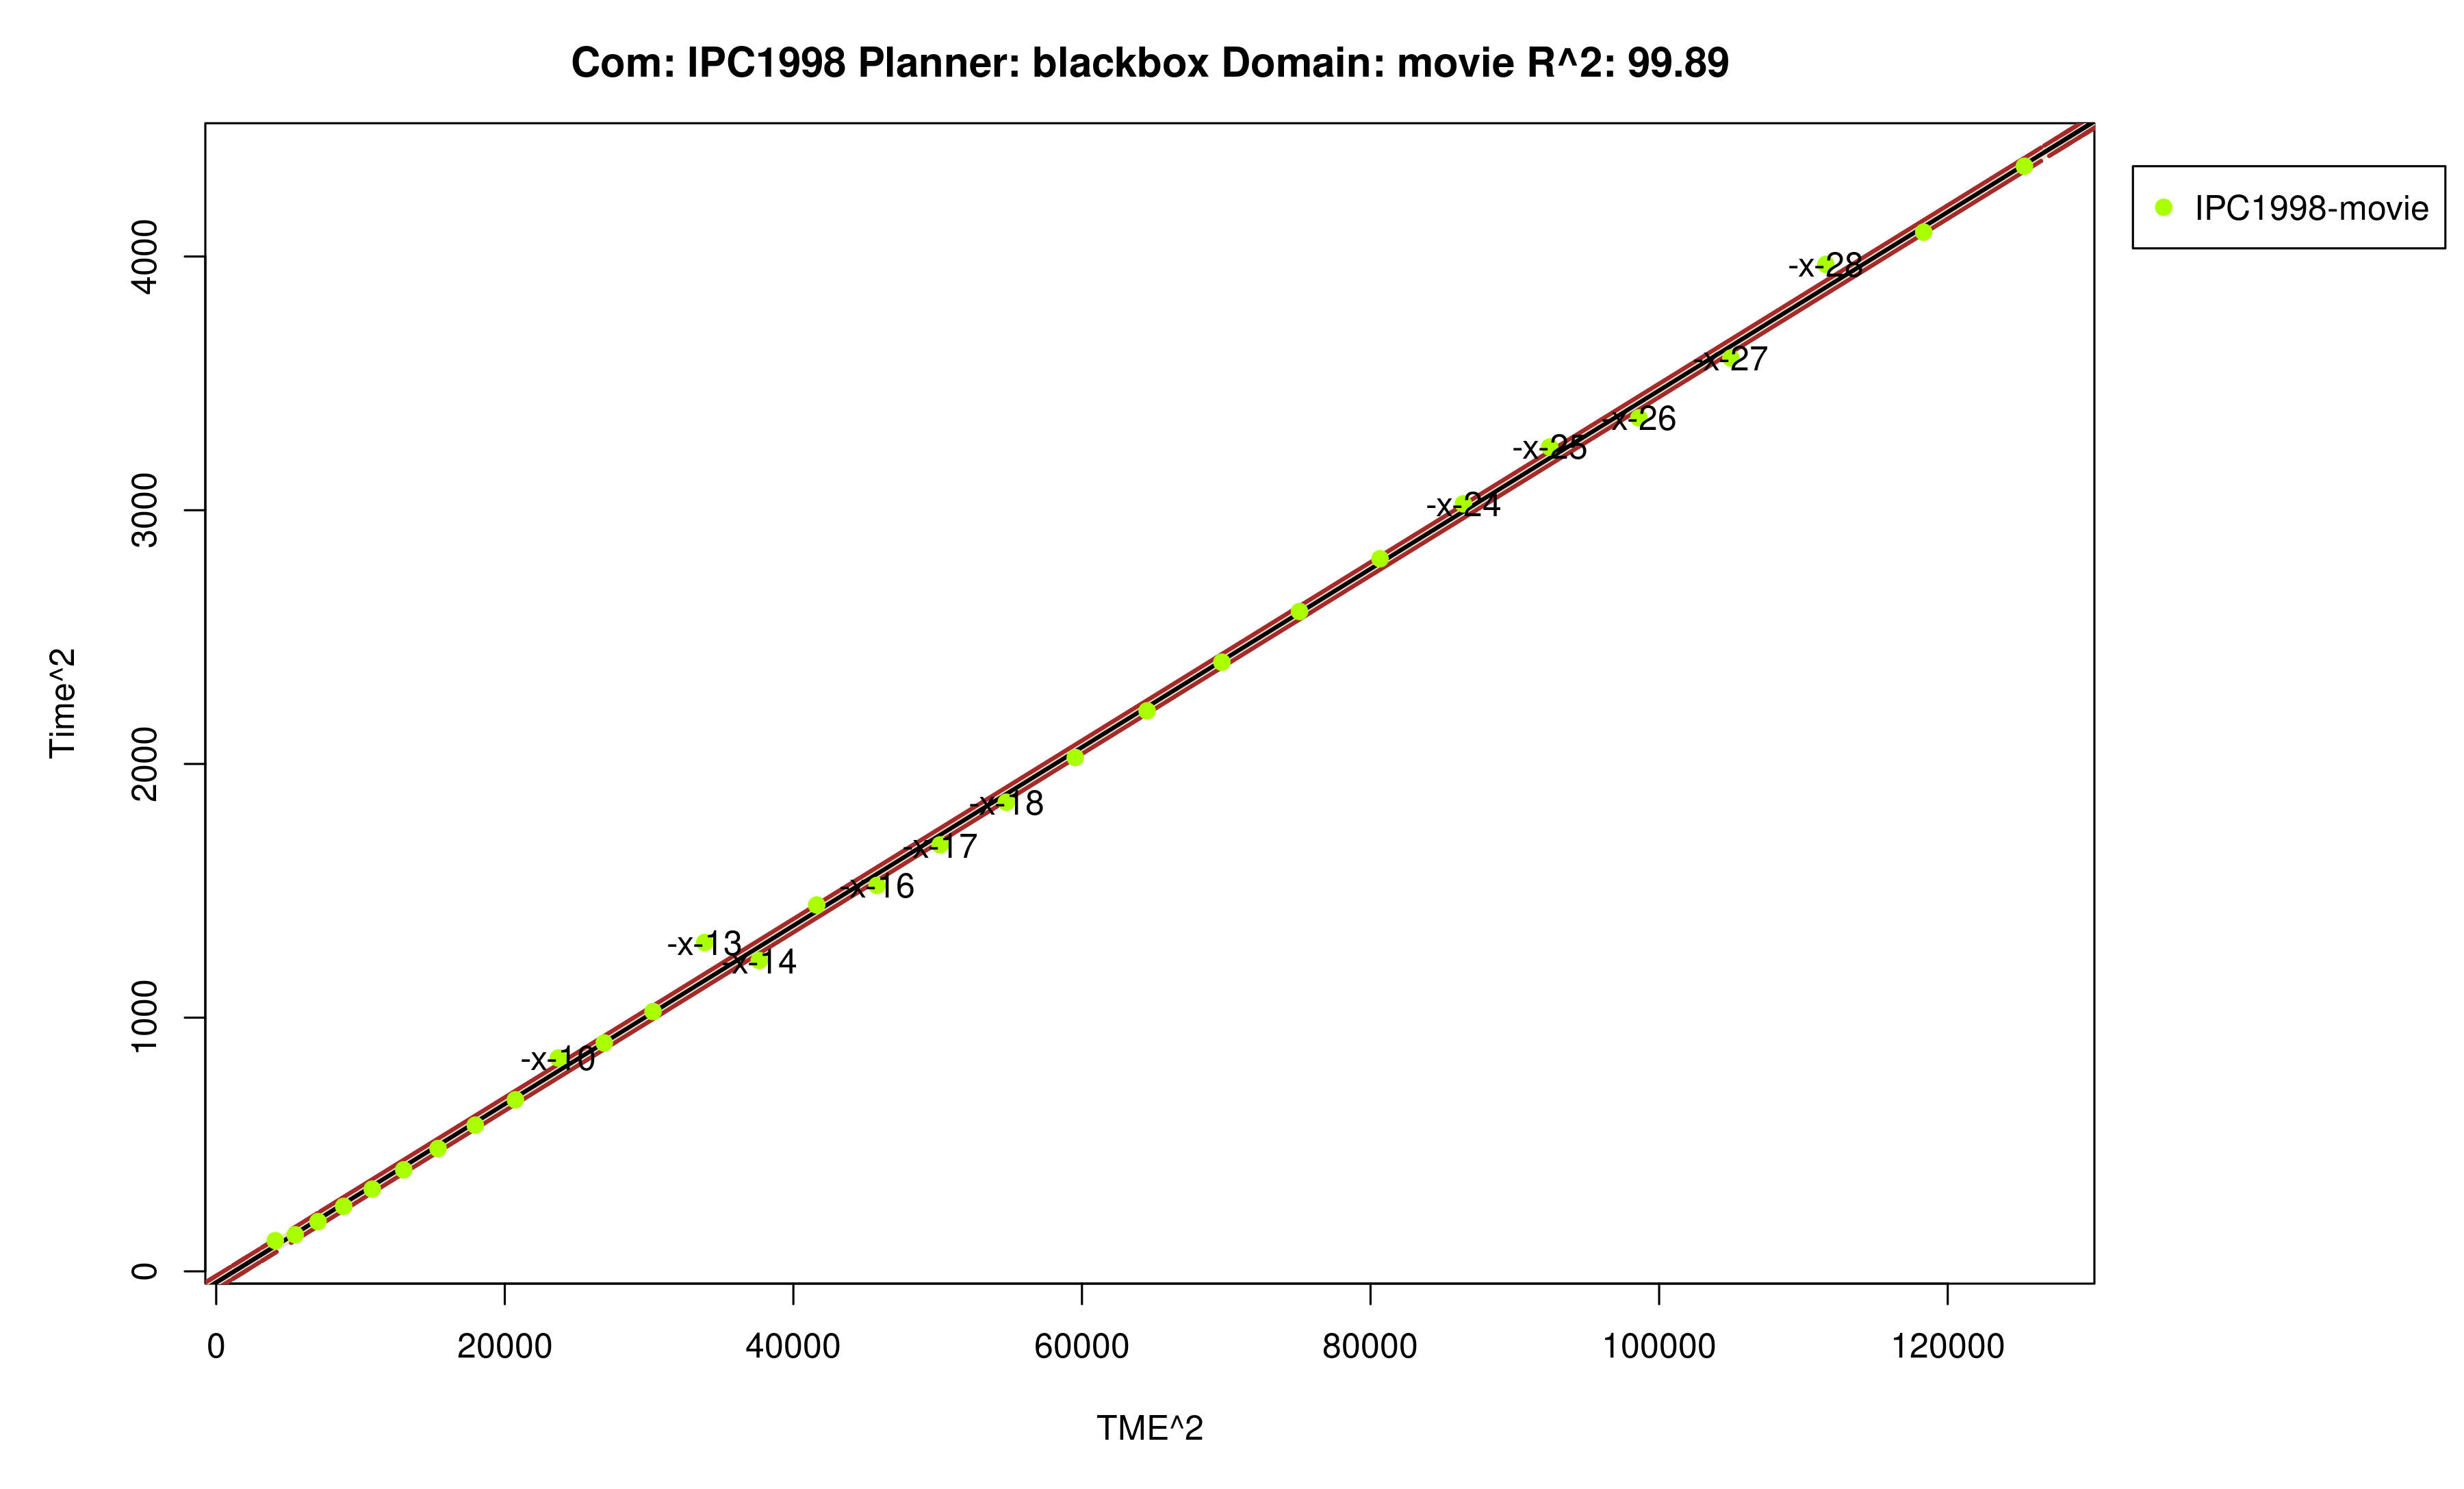 Com: IPC1998 Planner: blackbox Domain: movie R^2: 99.89
IPC1998-movie
Time^2
4000
3000
2000
1000
0
-x-28
-x-27
-x-26
-x-25
-x-24
-x-18
-x-17
-x-16
-x-13
-x-14
-x-10
0
20000
40000
60000
80000
100000
120000
TME^2